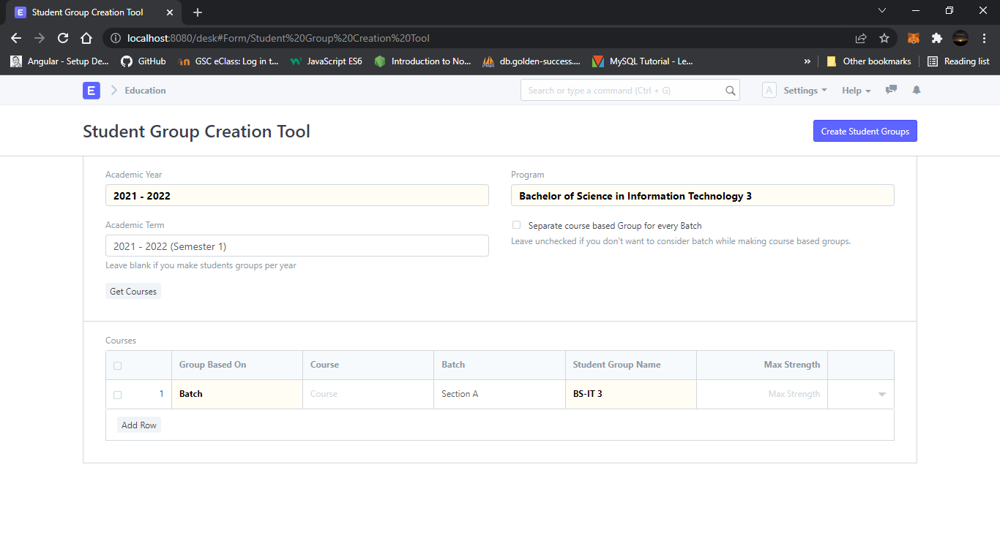 E Student Group Creation Tool
localhost:8080/desk#Form/Student%20Group%20Creation%20Tool
Angular - Setup De... GitHub GSC eClass: Log in t... JavaScript ES6 Introduction to No... db.golden-success.... MySQL Tutorial - Le... » Other bookmarks Reading list
E Education Search or type a command (Ctrl + G) A Settings Help
Student Group Creation Tool Create Student Groups
Academic Year Program
2021 - 2022 Bachelor of Science in Information Technology 3
Academic Term Separate course based Group for every Batch
2021 - 2022 (Semester 1) Leave unchecked if you don't want to consider batch while making course based groups.
Leave blank if you make students groups per year
Get Courses
Courses
Group Based On Course Batch Student Group Name Max Strength
1 Batch Course Section A BS-IT 3 Max Strength
Add Row